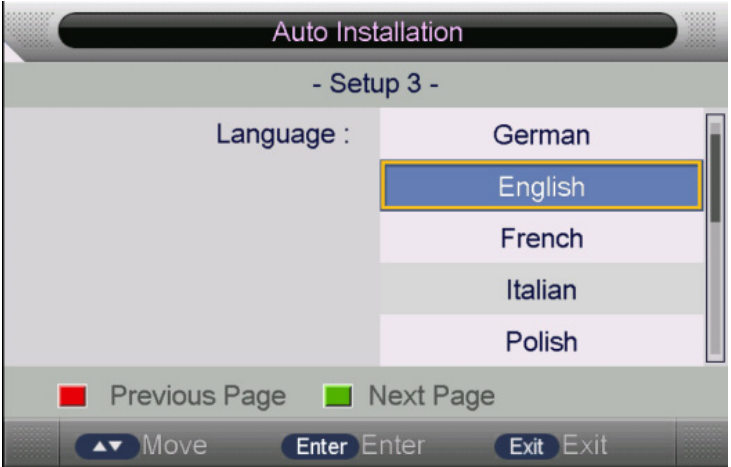 Auto Installation
- Setup 3 -
Language : German
English
French
Italian
Polish
Previous Page Next Page
Move Enter Enter Exit Exit